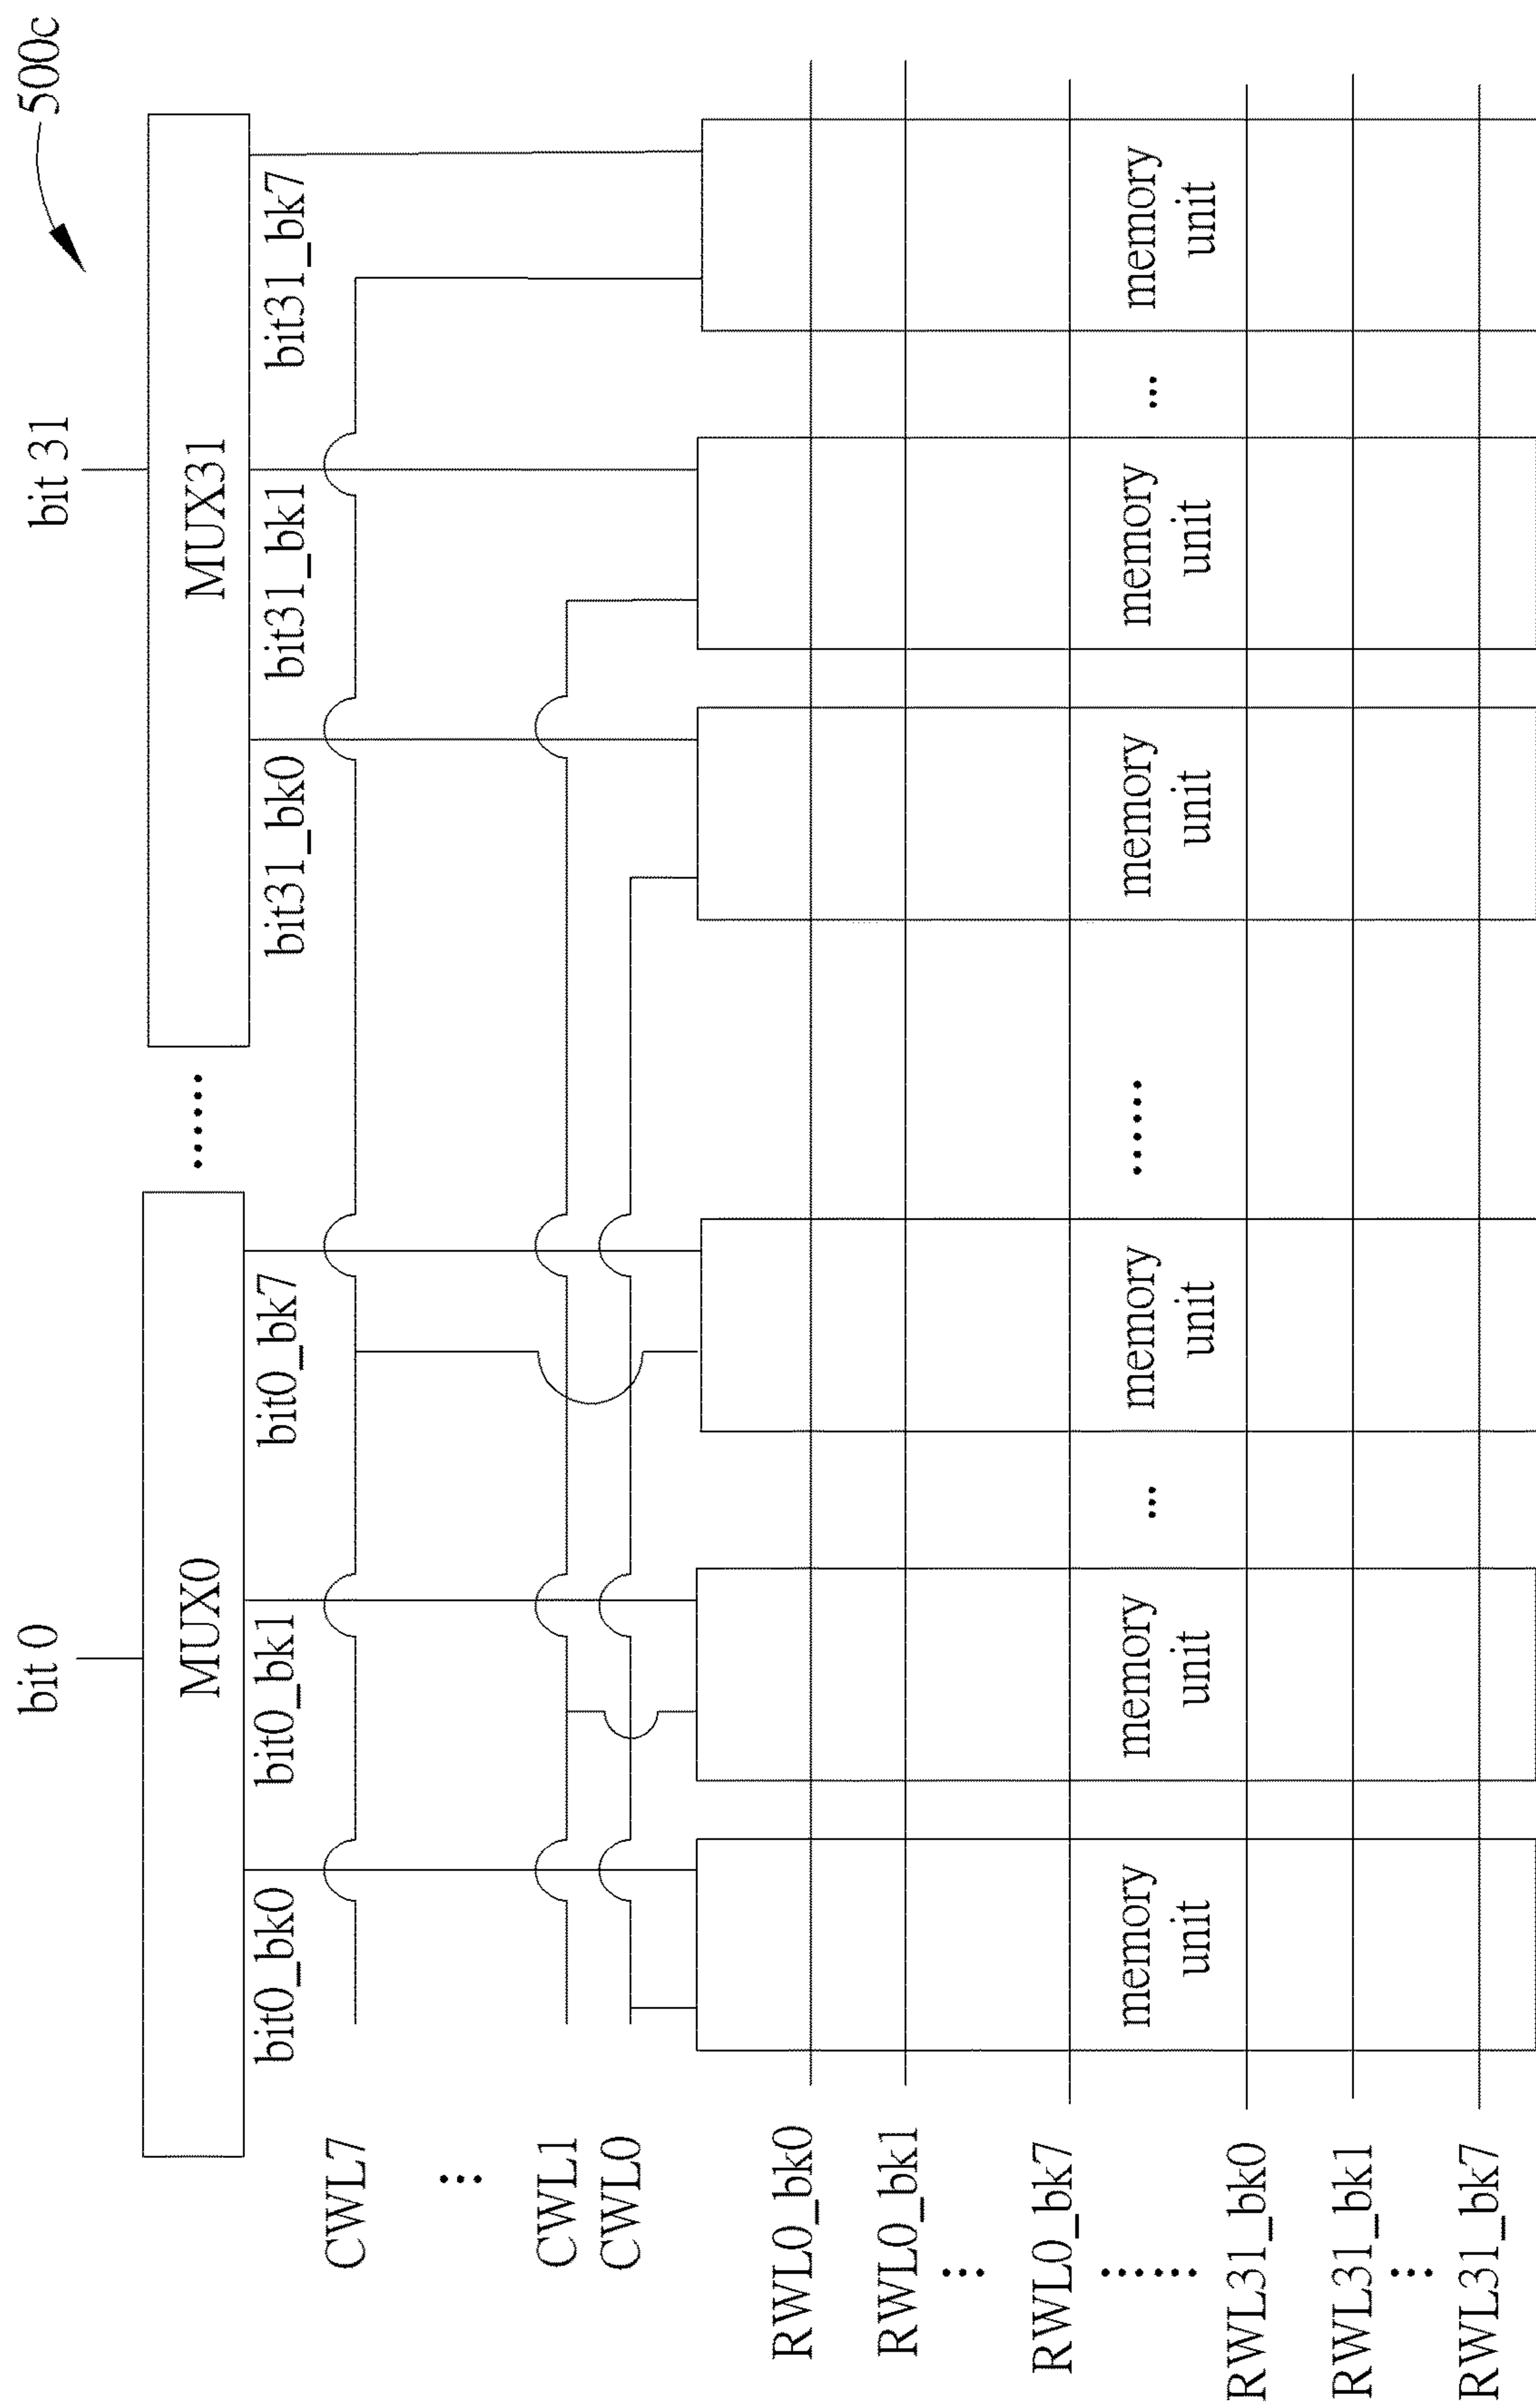 500c
bit 0
bit 31
MUX0
......
MUX31
bit0_bk0
bit0_bk1
bit0_bk7
bit31_bk0
bit31_bk1
bit31_bk7
CWL7
...
CWL1
CWL0
RWL0_bk0
RWL0_bk1
...
RWL0_bk7
......
RWL31_bk0
RWL31_bk1
...
RWL31_bk7
memory
unit
memory
unit
...
memory
unit
......
memory
unit
memory
unit
...
memory
unit